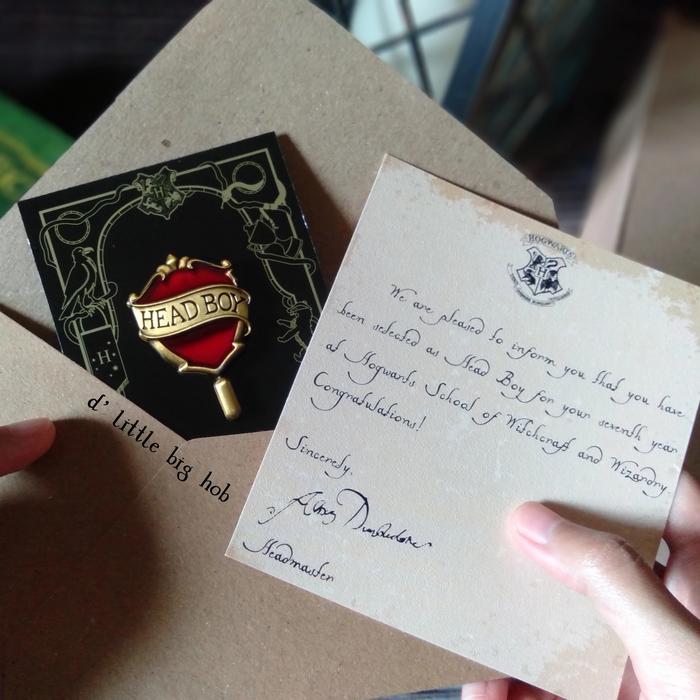 HEAD BOY
H
d' little big hob
HOGWARTS
H
We are pleased to inform you that you have
been selected as Head Boy for your seventh year
at Hogwarts School of Witchcraft and Wizardry.
Congratulations!
Sincerely,
Albus Dumbledore
Headmaster